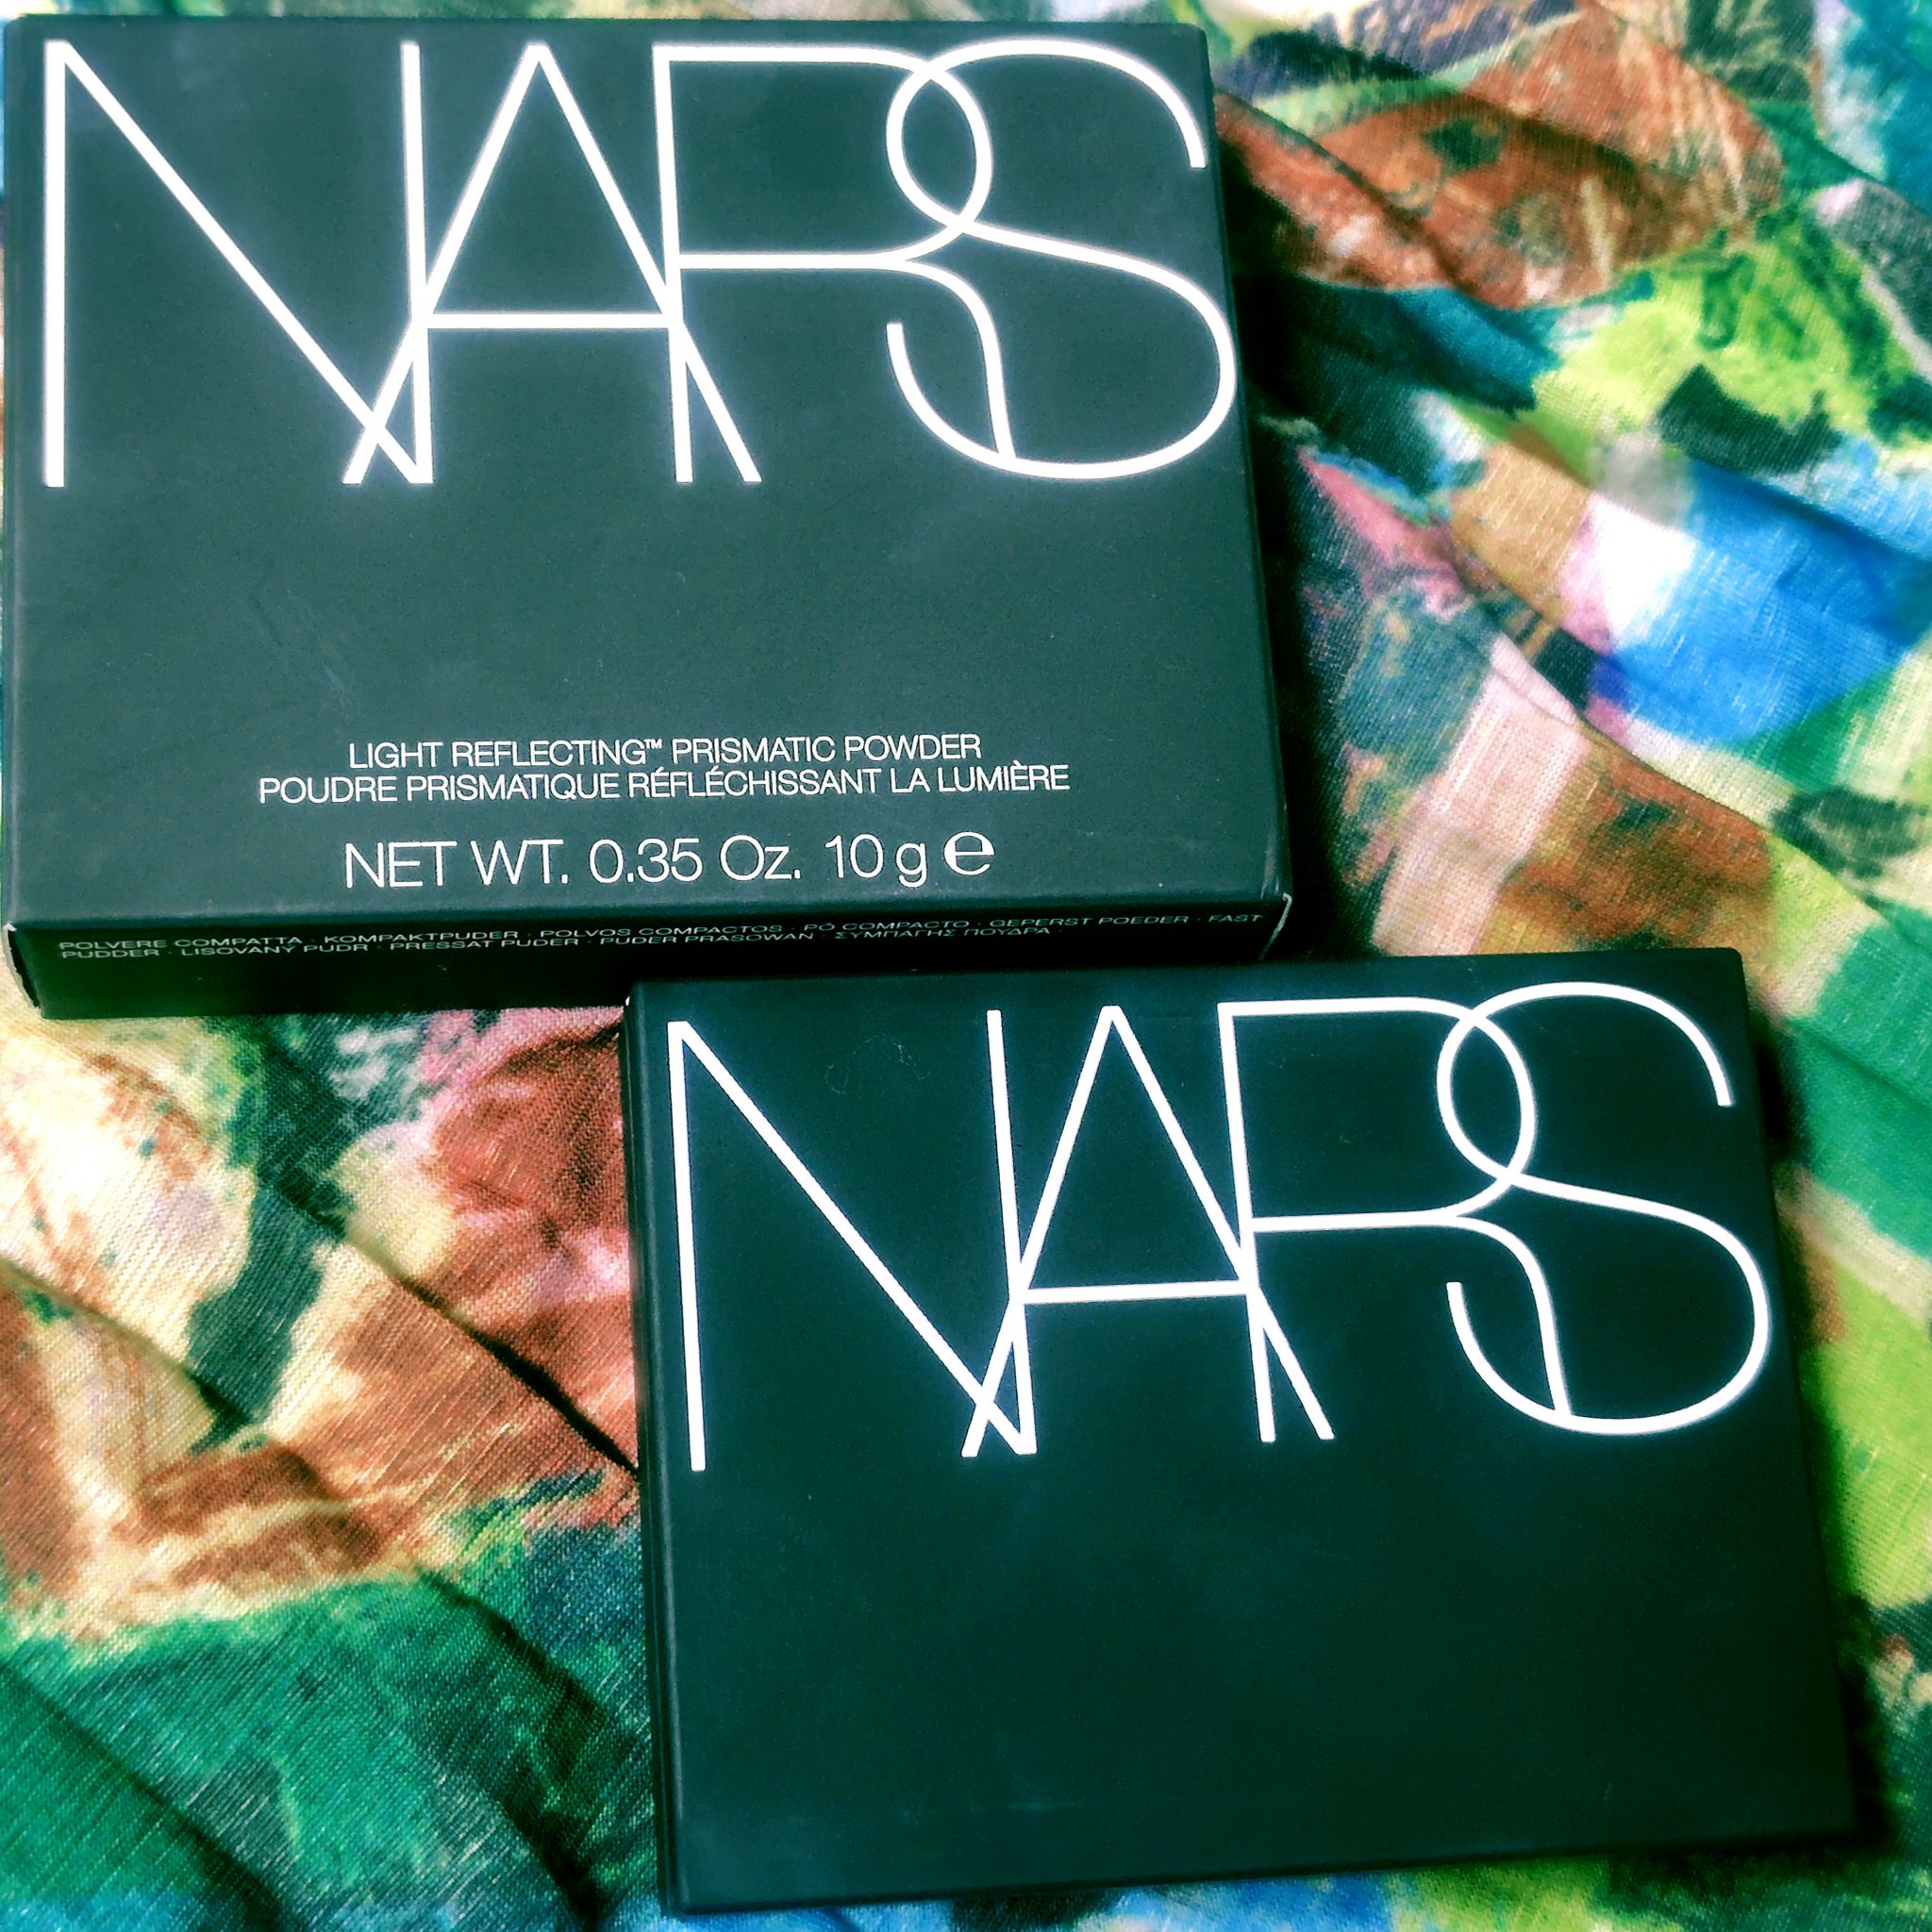 NARS
LIGHT REFLECTING™ PRISMATIC POWDER
POUDRE PRISMATIQUE RÉFLÉCHISSANT LA LUMIÈRE
NET WT. 0.35 Oz. 10 g ℮
POLVERE COMPATTA · KOMPAKTPUDER · POLVOS COMPACTOS · PÓ COMPACTO · GEPERST POEDER · FAST
PUDDER · LISOVANY PUDR · PRESSAT PUDER · PUDER PRASOWAN · ΣΥΜΠΑΓΗΣ ΠΟΥΔΡΑ ·
NARS